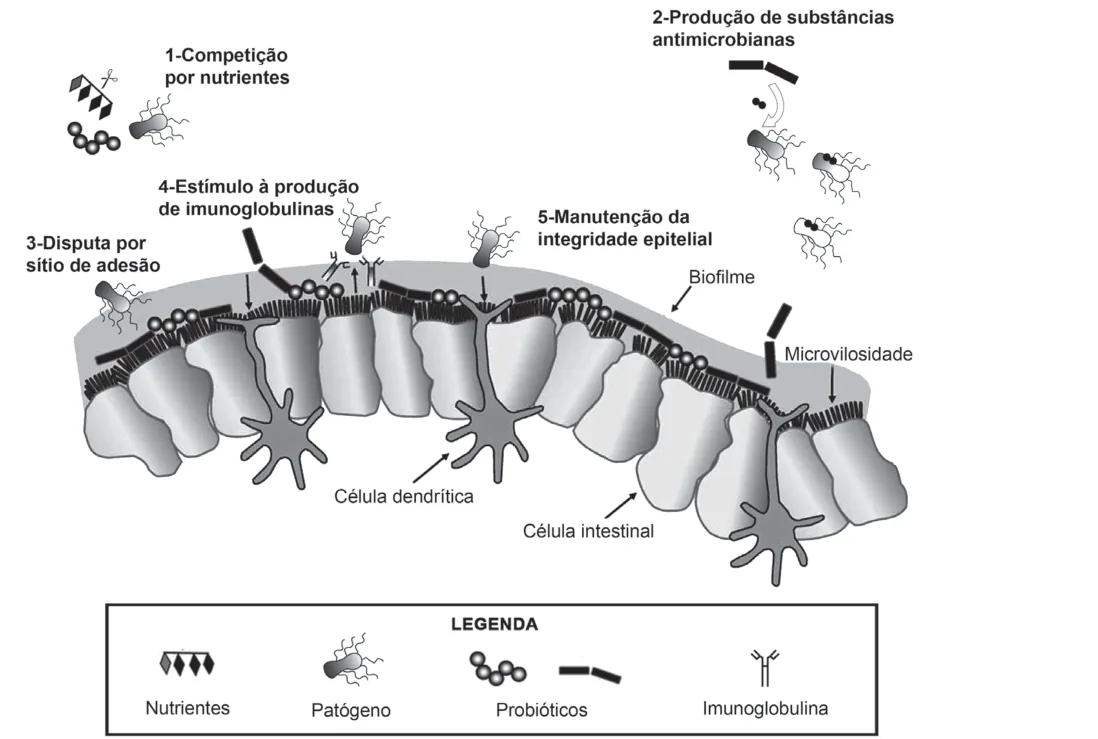 1-Competição
por nutrientes
2-Produção de substâncias
antimicrobianas
4-Estímulo à produção
de imunoglobulinas
3-Disputa por
sítio de adesão
5-Manutenção da
integridade epitelial
Biofilme
Microvilosidade
Célula dendrítica
Célula intestinal
LEGENDA
Nutrientes
Patógeno
Probióticos
Imunoglobulina